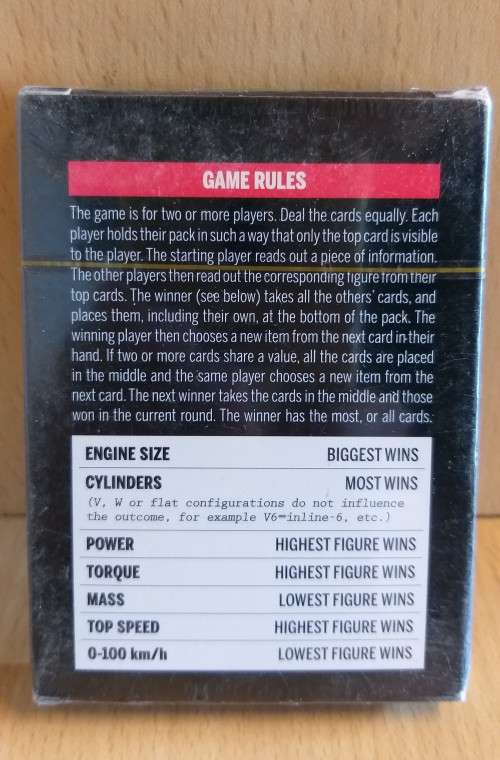 GAME RULES
The game is for two or more players. Deal the cards equally. Each
player holds their pack in such a way that only the top card is visible
to the player. The starting player reads out a piece of information.
The other players then read out the corresponding figure from their
top cards. The winner (see below) takes all the others' cards, and
places them, including their own, at the bottom of the pack. The
winning player then chooses a new item from the next card in their
hand. If two or more cards share a value, all the cards are placed
in the middle and the same player chooses a new item from the
next card. The next winner takes the cards in the middle and those
won in the current round. The winner has the most, or all cards.
ENGINE SIZE BIGGEST WINS
CYLINDERS MOST WINS
(V, W or flat configurations do not influence
the outcome, for example V6=inline-6, etc.)
POWER HIGHEST FIGURE WINS
TORQUE HIGHEST FIGURE WINS
MASS LOWEST FIGURE WINS
TOP SPEED HIGHEST FIGURE WINS
0-100 km/h LOWEST FIGURE WINS